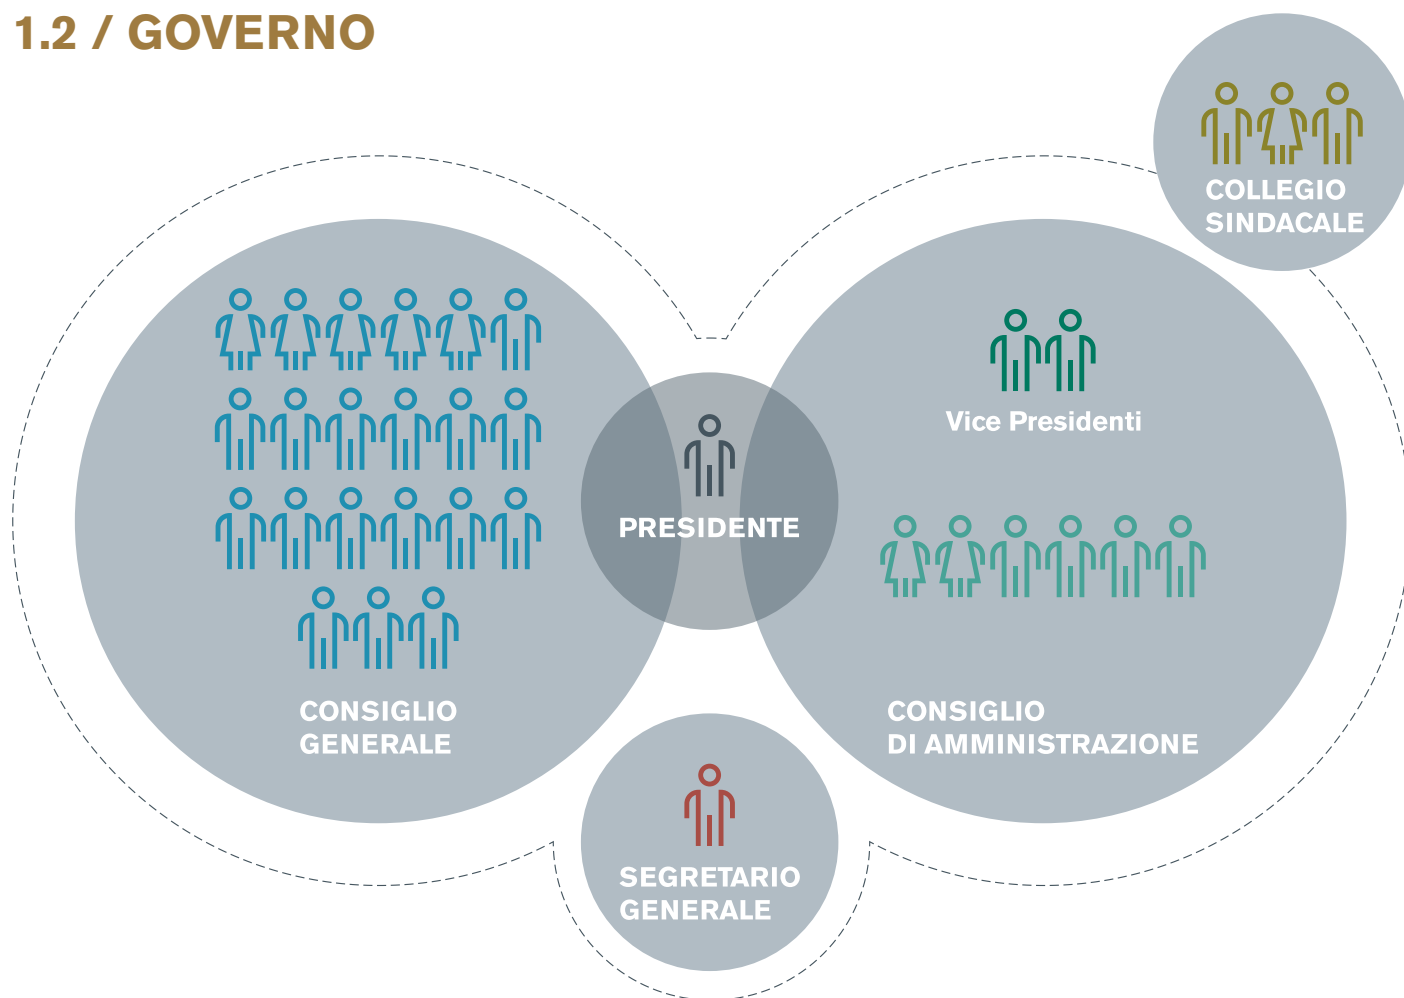 1.2 / GOVERNO
COLLEGIO
SINDACALE
Vice Presidenti
PRESIDENTE
CONSIGLIO
GENERALE
CONSIGLIO
DI AMMINISTRAZIONE
SEGRETARIO
GENERALE